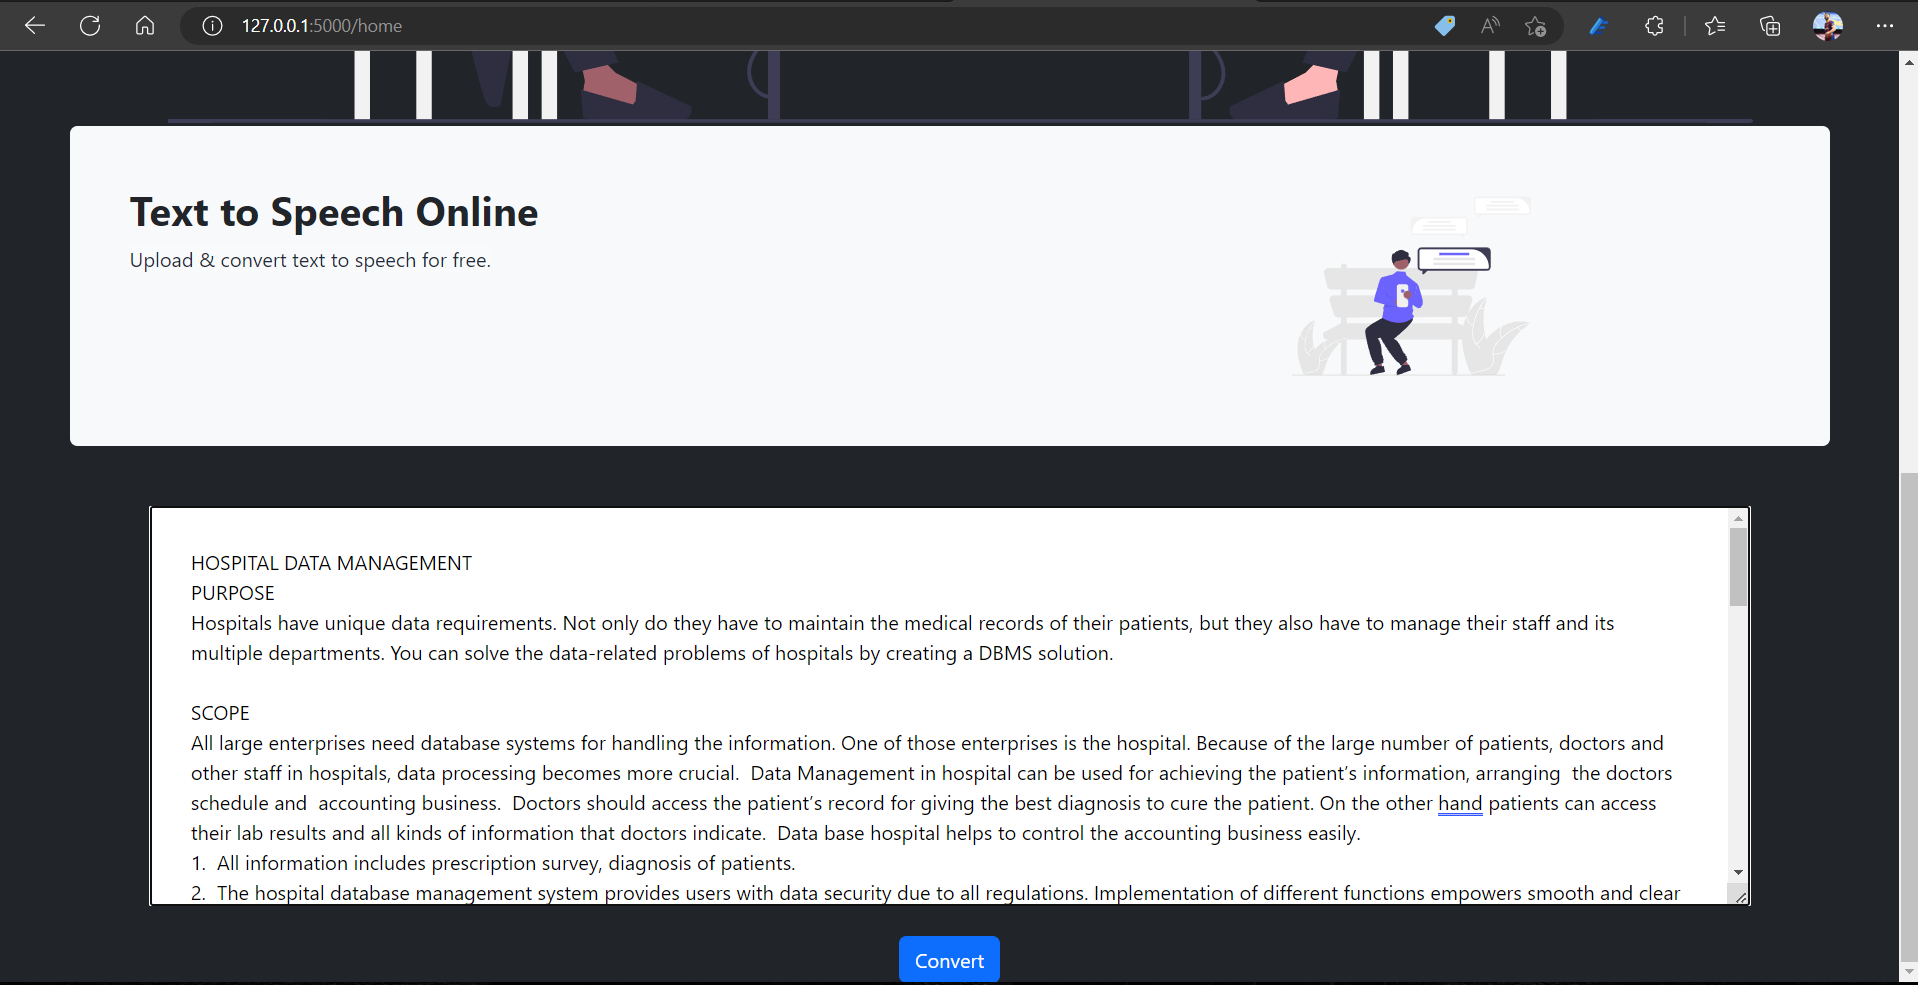 127.0.0.1:5000/home
Text to Speech Online
Upload & convert text to speech for free.
HOSPITAL DATA MANAGEMENT
PURPOSE
Hospitals have unique data requirements. Not only do they have to maintain the medical records of their patients, but they also have to manage their staff and its
multiple departments. You can solve the data-related problems of hospitals by creating a DBMS solution.
SCOPE
All large enterprises need database systems for handling the information. One of those enterprises is the hospital. Because of the large number of patients, doctors and
other staff in hospitals, data processing becomes more crucial.  Data Management in hospital can be used for achieving the patient’s information, arranging  the doctors
schedule and  accounting business.  Doctors should access the patient’s record for giving the best diagnosis to cure the patient. On the other hand patients can access
their lab results and all kinds of information that doctors indicate.  Data base hospital helps to control the accounting business easily.
1.  All information includes prescription survey, diagnosis of patients.
2.  The hospital database management system provides users with data security due to all regulations. Implementation of different functions empowers smooth and clear
Convert